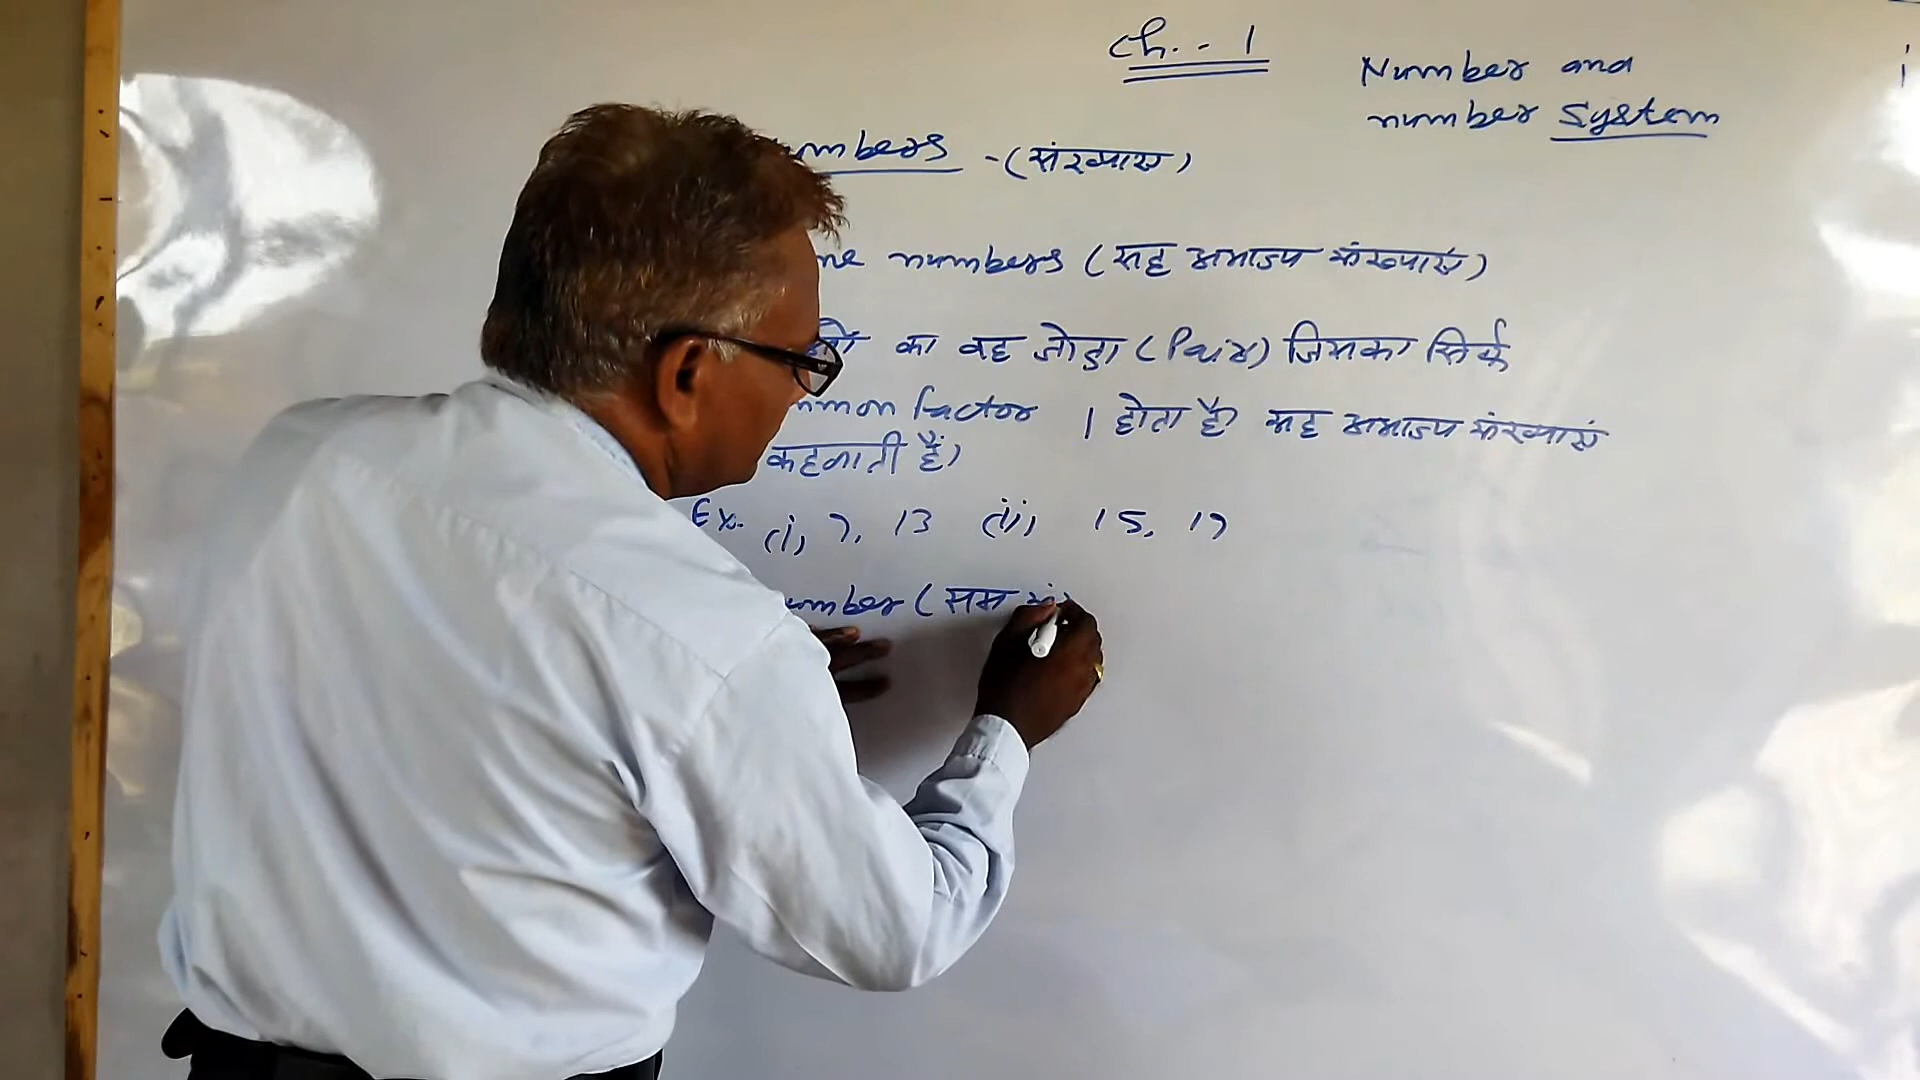 Ch. - 1
Number and
number System
mbers - (संख्याए)
me numbers (सह अभाज्य संख्याएं)
का वह जोड़ा (Pair) जिसका सिर्फ
mmon factor 1 होता है। सह अभाज्य संख्याएं
कहलाती हैं।
Ex. (i) 7, 13 (ii) 15, 17
umber (सम सं